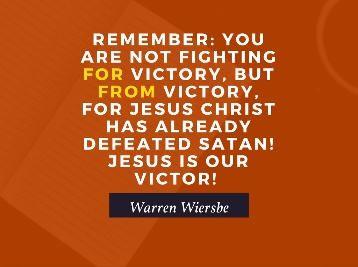 REMEMBER: YOU
ARE NOT FIGHTING
FOR VICTORY, BUT
FROM VICTORY,
FOR JESUS CHRIST
HAS ALREADY
DEFEATED SATAN!
JESUS IS OUR
VICTOR!
Warren Wiersbe